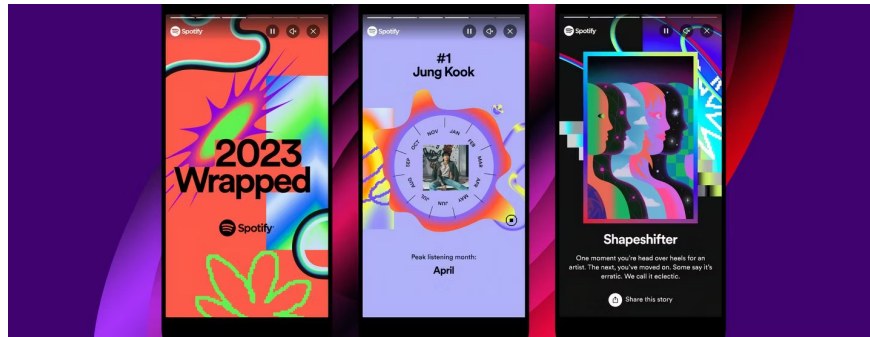 Spotify
2023
Wrapped
Spotify
Spotify
#1
Jung Kook
JAN
FEB
MAR
APR
MAY
JUN
JUL
AUG
SEP
OCT
NOV
Peak listening month:
April
Spotify
Shapeshifter
One moment you're head over heels for an
artist. The next, you've moved on. Some say it's
erratic. We call it eclectic.
Share this story